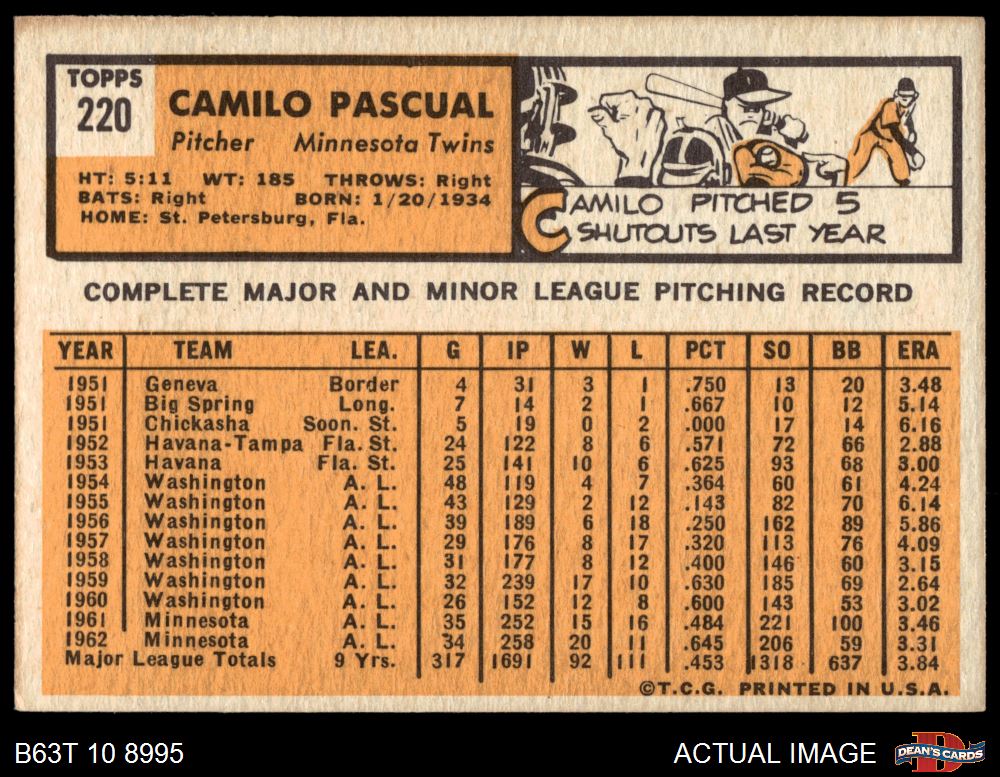 TOPPS
220
CAMILO PASCUAL
Pitcher Minnesota Twins
HT: 5:11 WT: 185 THROWS: Right
BATS: Right BORN: 1/20/1934
HOME: St. Petersburg, Fla.
CAMILO PITCHED 5
SHUTOUTS LAST YEAR
COMPLETE MAJOR AND MINOR LEAGUE PITCHING RECORD
YEAR TEAM LEA. G IP W L PCT SO BB ERA
1951 Geneva Border 4 31 3 1 .750 13 20 3.48
1951 Big Spring Long. 7 14 2 1 .667 10 12 5.14
1951 Chickasha Soon. St. 5 19 0 2 .000 17 14 6.16
1952 Havana-Tampa Fla. St. 24 122 8 6 .571 72 66 2.88
1953 Havana Fla. St. 25 141 10 6 .625 93 68 3.00
1954 Washington A. L. 48 119 4 7 .364 60 61 4.24
1955 Washington A. L. 43 129 2 12 .143 82 70 6.14
1956 Washington A. L. 39 189 6 18 .250 162 89 5.86
1957 Washington A. L. 29 176 8 17 .320 113 76 4.09
1958 Washington A. L. 31 177 8 12 .400 146 60 3.15
1959 Washington A. L. 32 239 17 10 .630 185 69 2.64
1960 Washington A. L. 26 152 12 8 .600 143 53 3.02
1961 Minnesota A. L. 35 252 15 16 .484 221 100 3.46
1962 Minnesota A. L. 34 258 20 11 .645 206 59 3.31
Major League Totals 9 Yrs. 317 1691 92 111 .453 1318 637 3.84
©T.C.G. PRINTED IN U.S.A.
B63T 10 8995 ACTUAL IMAGE DEAN'S CARDS